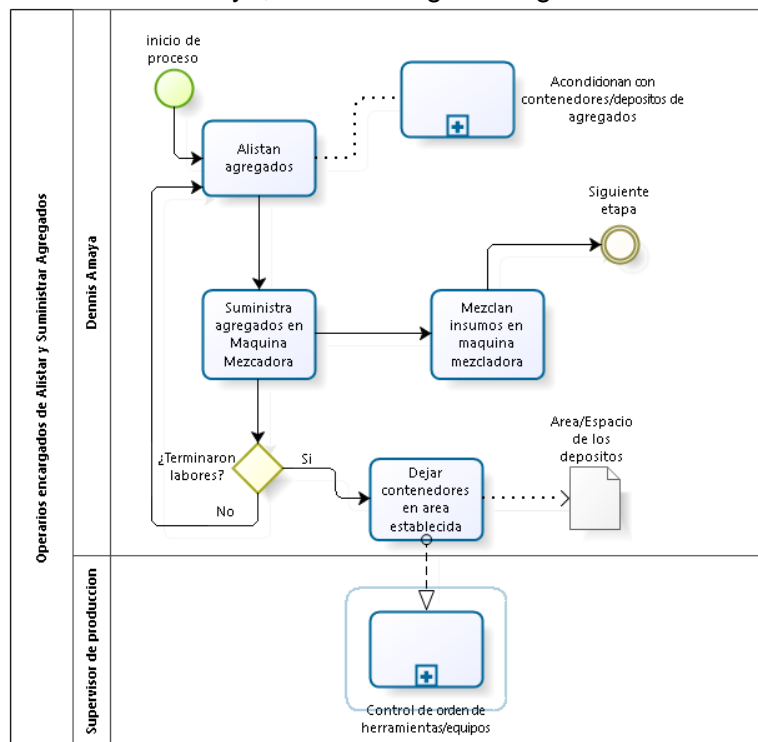 inicio de
proceso
Alistan
agregados
Acondicionan con
contenedores/depositos de
agregados
Siguiente
etapa
Suministra
agregados en
Maquina
Mezcadora
Mezclan
insumos en
maquina
mezcladora
¿Terminaron
labores?
Si
No
Dejar
contenedores
en area
establecida
Area/Espacio
de los
depositos
Control de orden de
herramientas/equipos
Operarios encargados de Alistar y Suministrar Agregados
Dennis Amaya
Supervisor de produccion